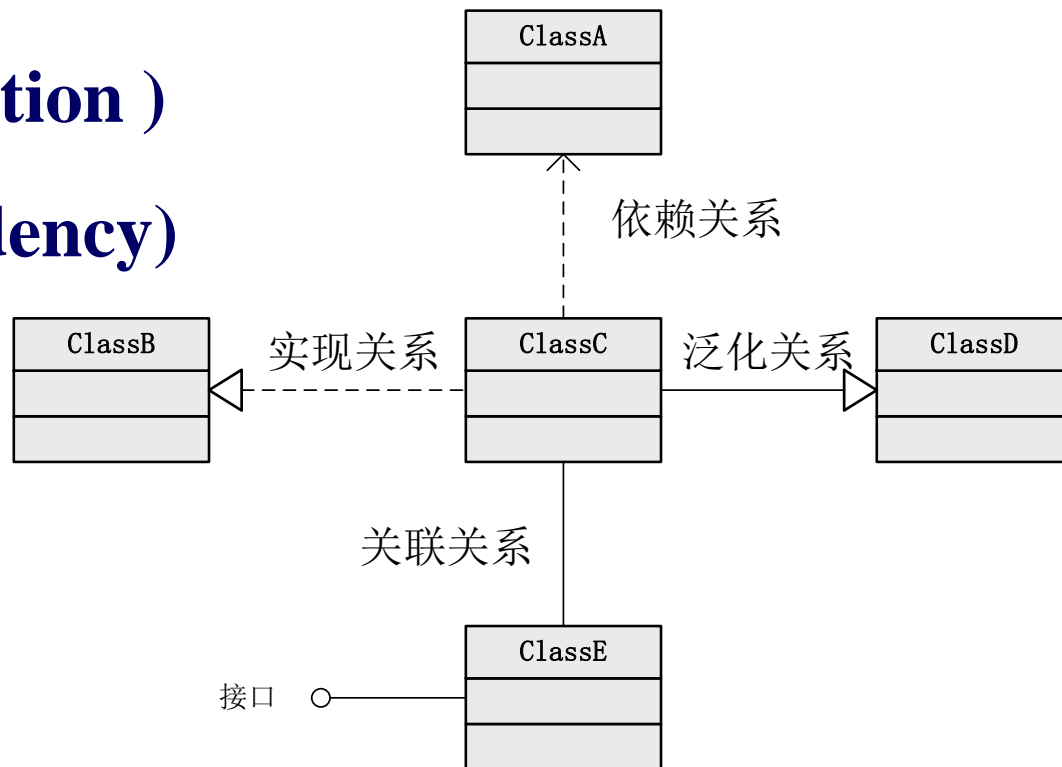 ClassA
tion )
依赖关系
dency)
ClassB
实现关系
ClassC
泛化关系
ClassD
关联关系
ClassE
接口